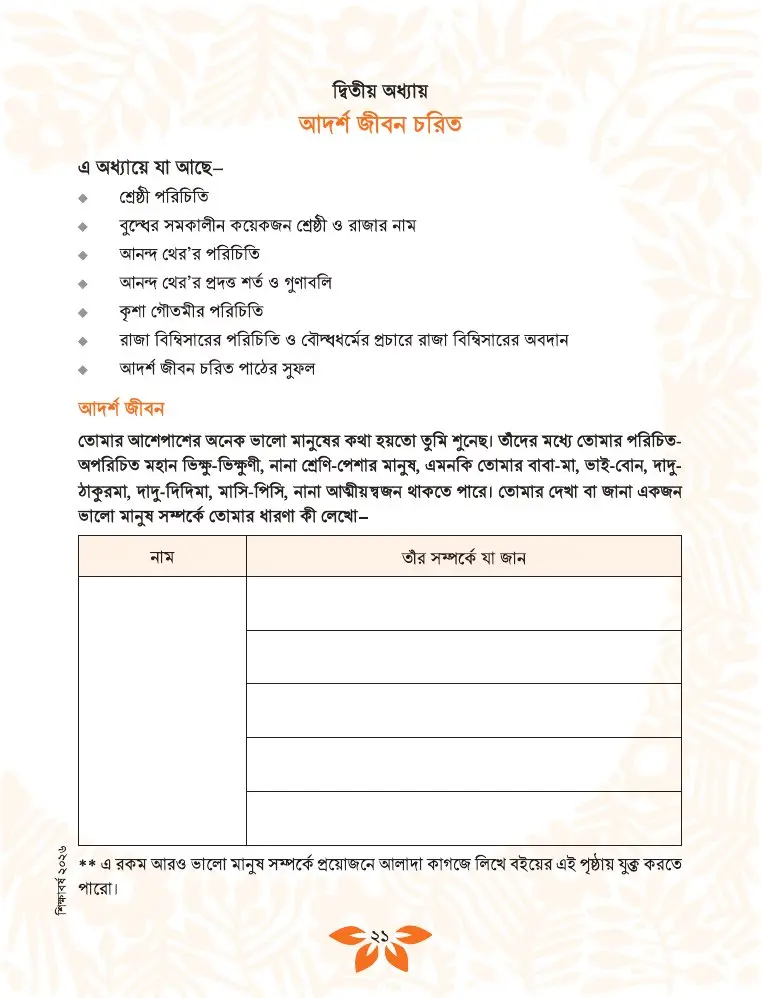 দ্বিতীয় অধ্যায়
আদর্শ জীবন চরিত
এ অধ্যায়ে যা আছে–
শ্রেষ্ঠী পরিচিতি
বুদ্ধের সমকালীন কয়েকজন শ্রেষ্ঠী ও রাজার নাম
আনন্দ থের’র পরিচিতি
আনন্দ থের’র প্রদত্ত শর্ত ও গুণাবলি
কৃশা গৌতমীর পরিচিতি
রাজা বিম্বিসারের পরিচিতি ও বৌদ্ধধর্মের প্রচারে রাজা বিম্বিসারের অবদান
আদর্শ জীবন চরিত পাঠের সুফল
আদর্শ জীবন
তোমার আশেপাশের অনেক ভালো মানুষের কথা হয়তো তুমি শুনেছ। তাঁদের মধ্যে তোমার পরিচিত-
অপরিচিত মহান ভিক্ষু-ভিক্ষুণী, নানা শ্রেণি-পেশার মানুষ, এমনকি তোমার বাবা-মা, ভাই-বোন, দাদু-
ঠাকুরমা, দাদু-দিদিমা, মাসি-পিসি, নানা আত্মীয়স্বজন থাকতে পারে। তোমার দেখা বা জানা একজন
ভালো মানুষ সম্পর্কে তোমার ধারণা কী লেখো–
নাম
তাঁর সম্পর্কে যা জান
** এ রকম আরও ভালো মানুষ সম্পর্কে প্রয়োজনে আলাদা কাগজে লিখে বইয়ের এই পৃষ্ঠায় যুক্ত করতে
পারো।
শিক্ষাবর্ষ ২০২৬
২১